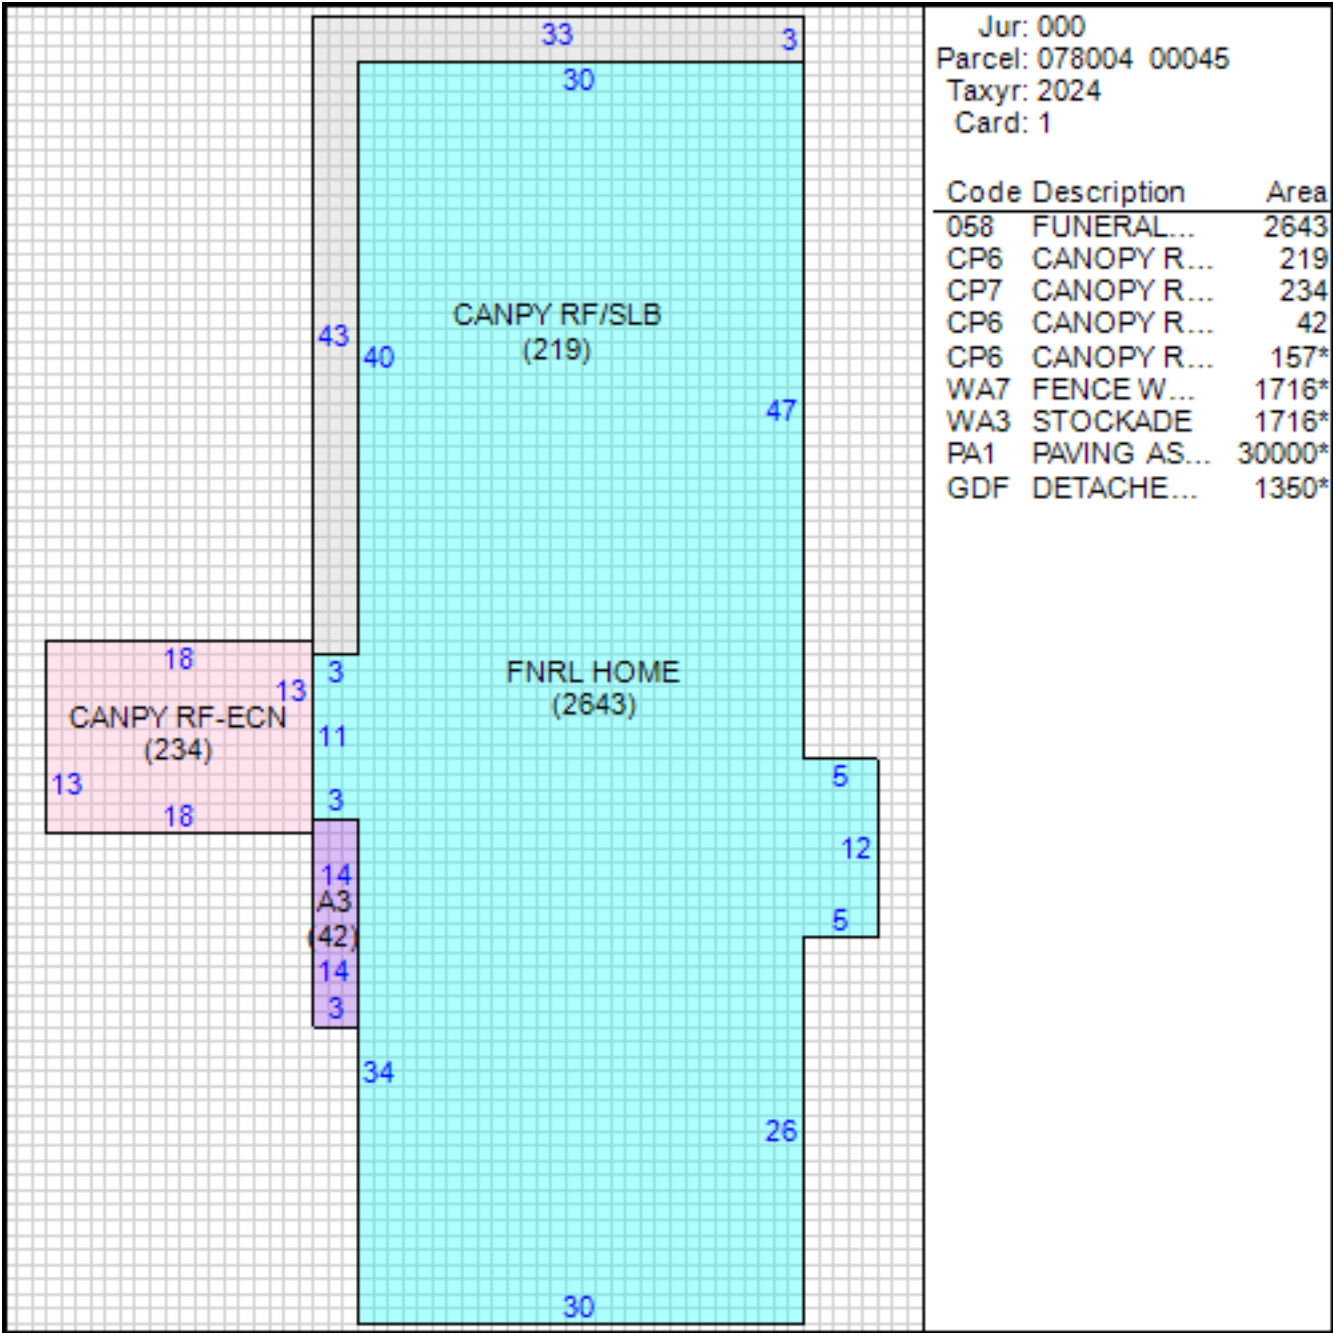 33
3
30
CANPY RF/SLB
(219)
43
40
47
18
3
13
FNRL HOME
(2643)
CANPY RF-ECN
(234)
11
13
5
3
18
12
14
A3
(42)
5
14
3
34
26
30
Jur: 000
Parcel: 078004 00045
Taxyr: 2024
Card: 1
Code Description Area
058 FUNERAL... 2643
CP6 CANOPY R... 219
CP7 CANOPY R... 234
CP6 CANOPY R... 42
CP6 CANOPY R... 157*
WA7 FENCE W... 1716*
WA3 STOCKADE 1716*
PA1 PAVING AS... 30000*
GDF DETACHE... 1350*